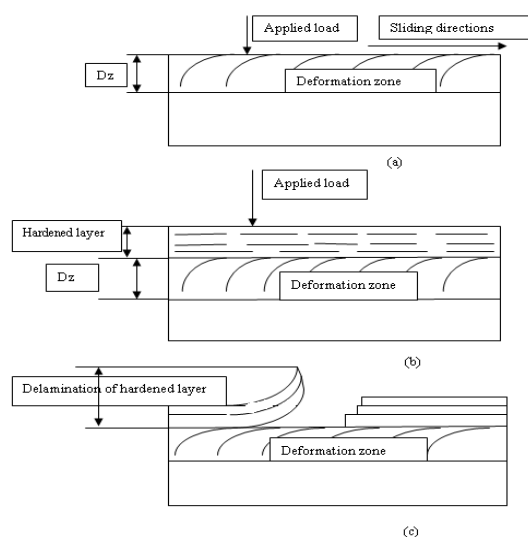 Applied load
Sliding directions
Dz
Deformation zone
(a)
Applied load
Hardened layer
Dz
Deformation zone
(b)
Delamination of hardened layer
Deformation zone
(c)